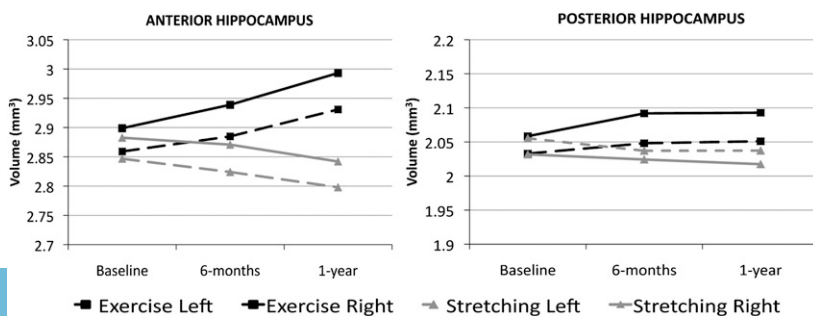 ANTERIOR HIPPOCAMPUS
3.05
3
2.95
2.9
2.85
2.8
2.75
2.7
Volume (mm³)
Baseline 6-months 1-year
POSTERIOR HIPPOCAMPUS
2.2
2.15
2.1
2.05
2
1.95
1.9
Volume (mm³)
Baseline 6-months 1-year
Exercise Left Exercise Right Stretching Left Stretching Right